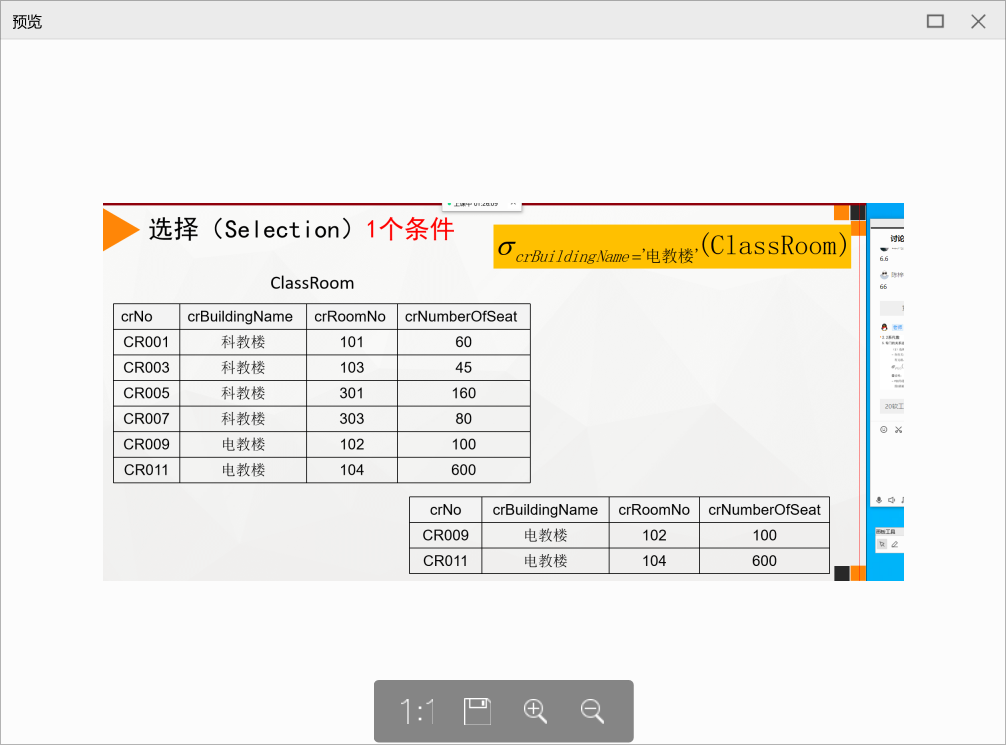 预览
上课中 01:26:09
选择（Selection）1个条件
σcrBuildingName='电教楼'(ClassRoom)
ClassRoom
crNo crBuildingName crRoomNo crNumberOfSeat
CR001 科教楼 101 60
CR003 科教楼 103 45
CR005 科教楼 301 160
CR007 科教楼 303 80
CR009 电教楼 102 100
CR011 电教楼 104 600
crNo crBuildingName crRoomNo crNumberOfSeat
CR009 电教楼 102 100
CR011 电教楼 104 600
讨论
6.6
66
1:1